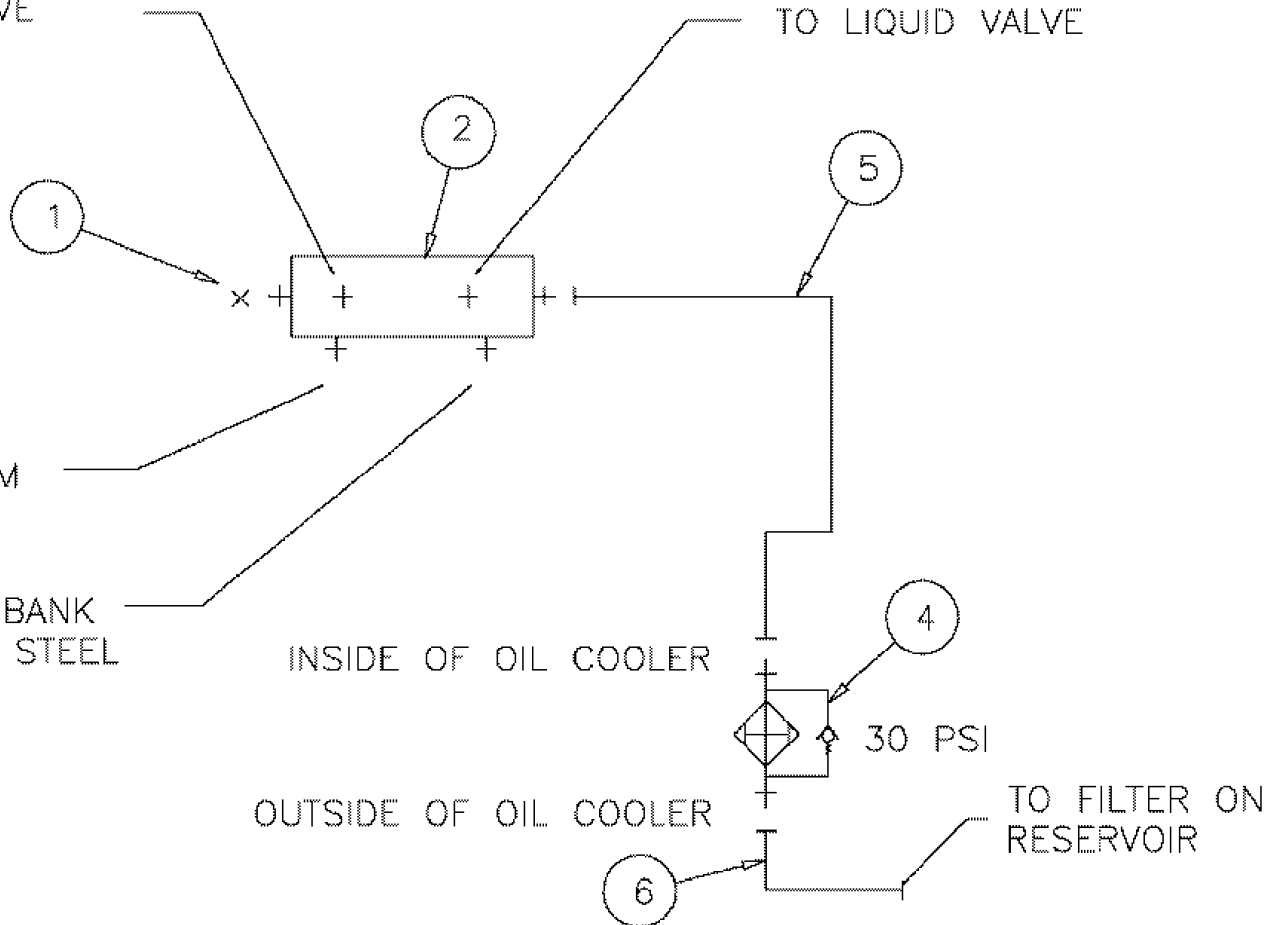 VE
TO LIQUID VALVE
2
5
1
M
BANK
STEEL
4
INSIDE OF OIL COOLER
30 PSI
OUTSIDE OF OIL COOLER
TO FILTER ON
RESERVOIR
6